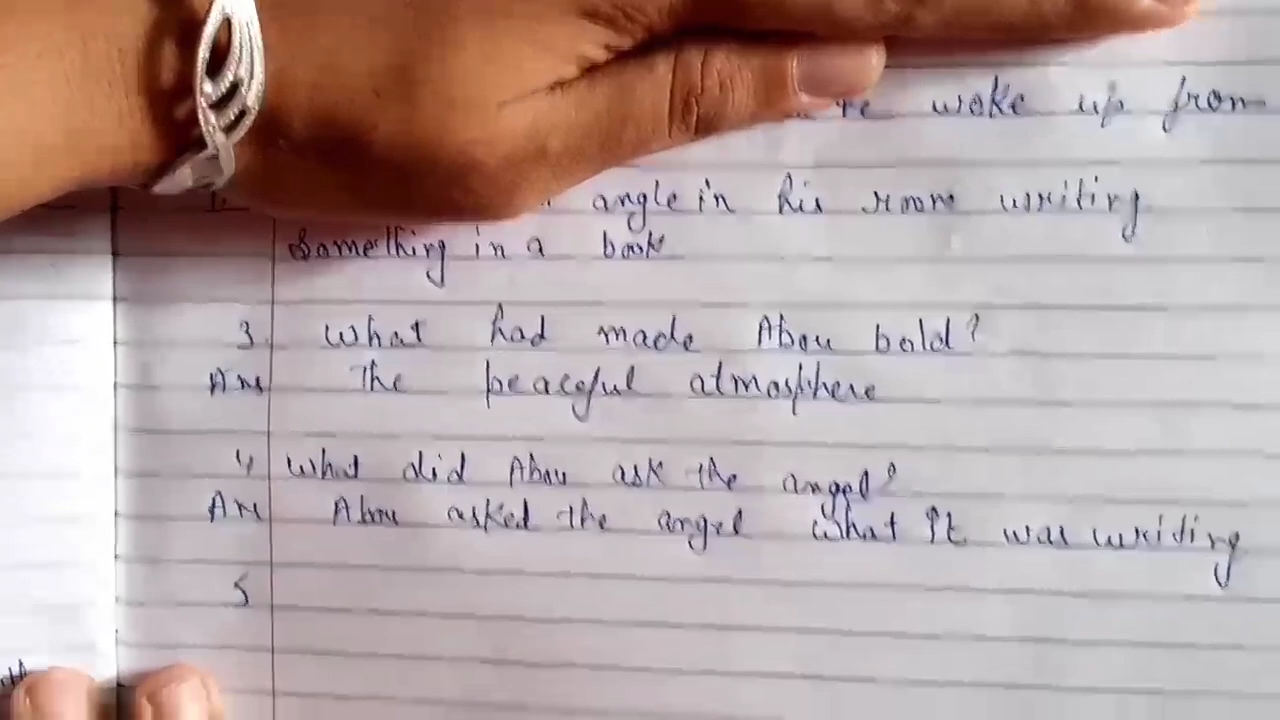 woke up from
angle in his room writing
Something in a book
3. What had made Abou bold?
Ans The peaceful atmosphere
4 What did Abou ask the angel?
Ans Abou asked the angel what it was writing
5